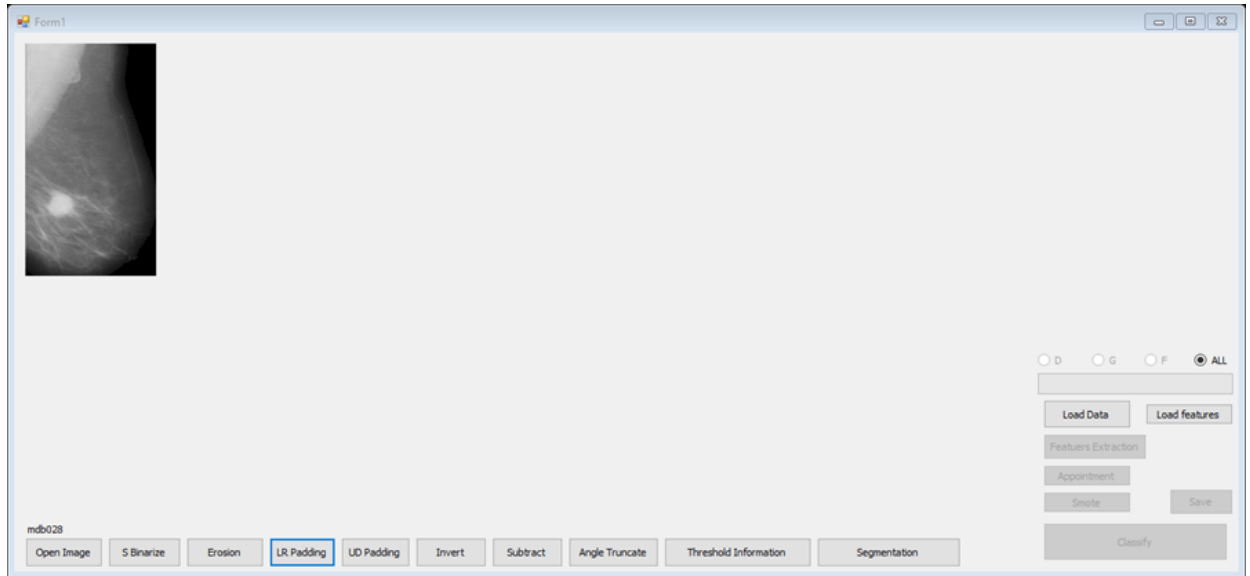 Form1
D G F ALL
Load Data Load features
Featuers Extraction
Appointment
Smote Save
Classify
mdb028
Open Image S Binarize Erosion LR Padding UD Padding Invert Subtract Angle Truncate Threshold Information Segmentation